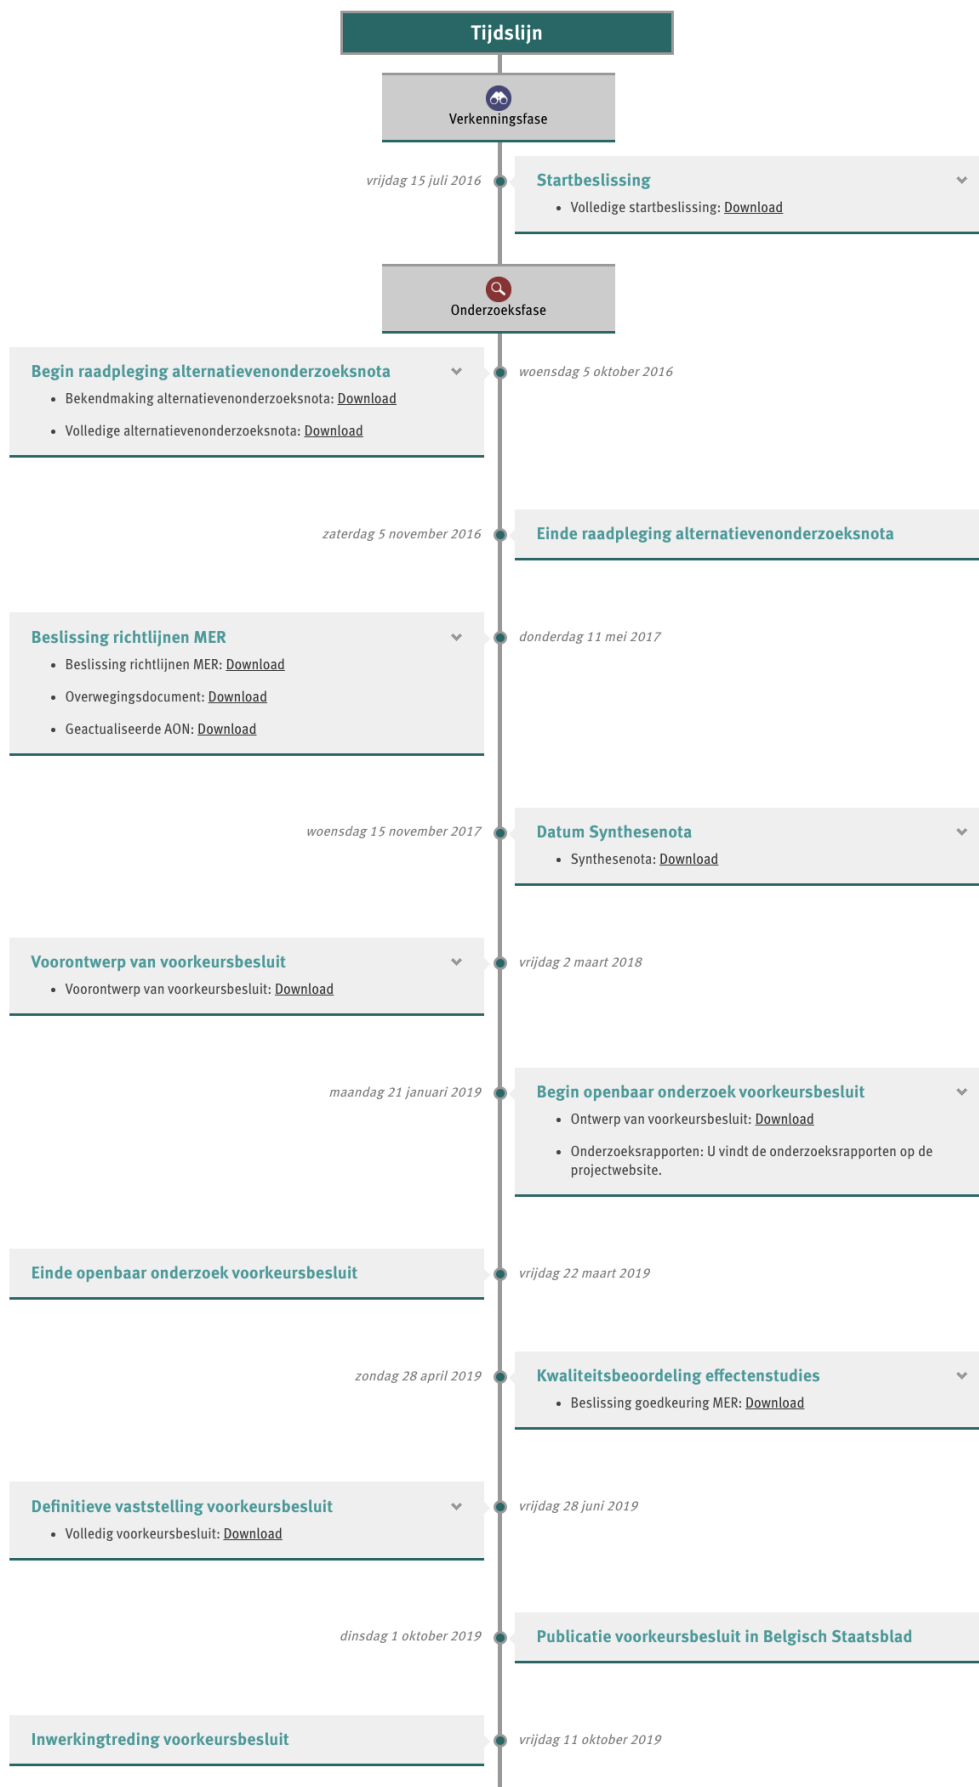 Tijdslijn
Verkenningsfase
vrijdag 15 juli 2016
Startbeslissing
• Volledige startbeslissing: Download
Onderzoeksfase
Begin raadpleging alternatievenonderzoeksnota
woensdag 5 oktober 2016
• Bekendmaking alternatievenonderzoeksnota: Download
• Volledige alternatievenonderzoeksnota: Download
zaterdag 5 november 2016
Einde raadpleging alternatievenonderzoeksnota
Beslissing richtlijnen MER
donderdag 11 mei 2017
• Beslissing richtlijnen MER: Download
• Overwegingsdocument: Download
• Geactualiseerde AON: Download
woensdag 15 november 2017
Datum Synthesenota
• Synthesenota: Download
Voorontwerp van voorkeursbesluit
vrijdag 2 maart 2018
• Voorontwerp van voorkeursbesluit: Download
maandag 21 januari 2019
Begin openbaar onderzoek voorkeursbesluit
• Ontwerp van voorkeursbesluit: Download
• Onderzoeksrapporten: U vindt de onderzoeksrapporten op de
projectwebsite.
Einde openbaar onderzoek voorkeursbesluit
vrijdag 22 maart 2019
zondag 28 april 2019
Kwaliteitsbeoordeling effectenstudies
• Beslissing goedkeuring MER: Download
Definitieve vaststelling voorkeursbesluit
vrijdag 28 juni 2019
• Volledig voorkeursbesluit: Download
dinsdag 1 oktober 2019
Publicatie voorkeursbesluit in Belgisch Staatsblad
Inwerkingtreding voorkeursbesluit
vrijdag 11 oktober 2019